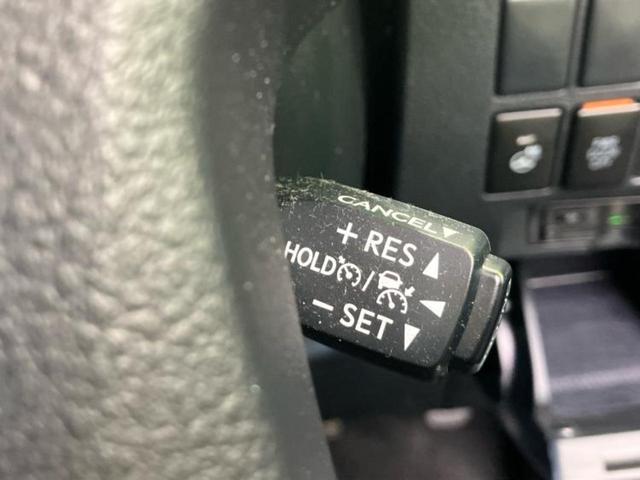 CANCEL
+ RES
HOLD /
− SET